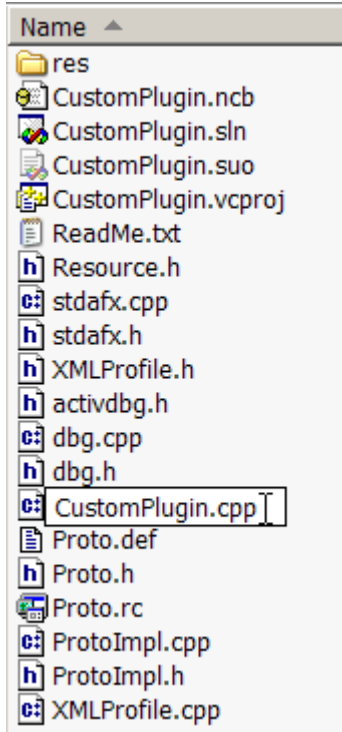 Name
res
CustomPlugin.ncb
CustomPlugin.sln
CustomPlugin.suo
CustomPlugin.vcproj
ReadMe.txt
Resource.h
stdafx.cpp
stdafx.h
XMLProfile.h
activdbg.h
dbg.cpp
dbg.h
CustomPlugin.cpp
Proto.def
Proto.h
Proto.rc
ProtoImpl.cpp
ProtoImpl.h
XMLProfile.cpp